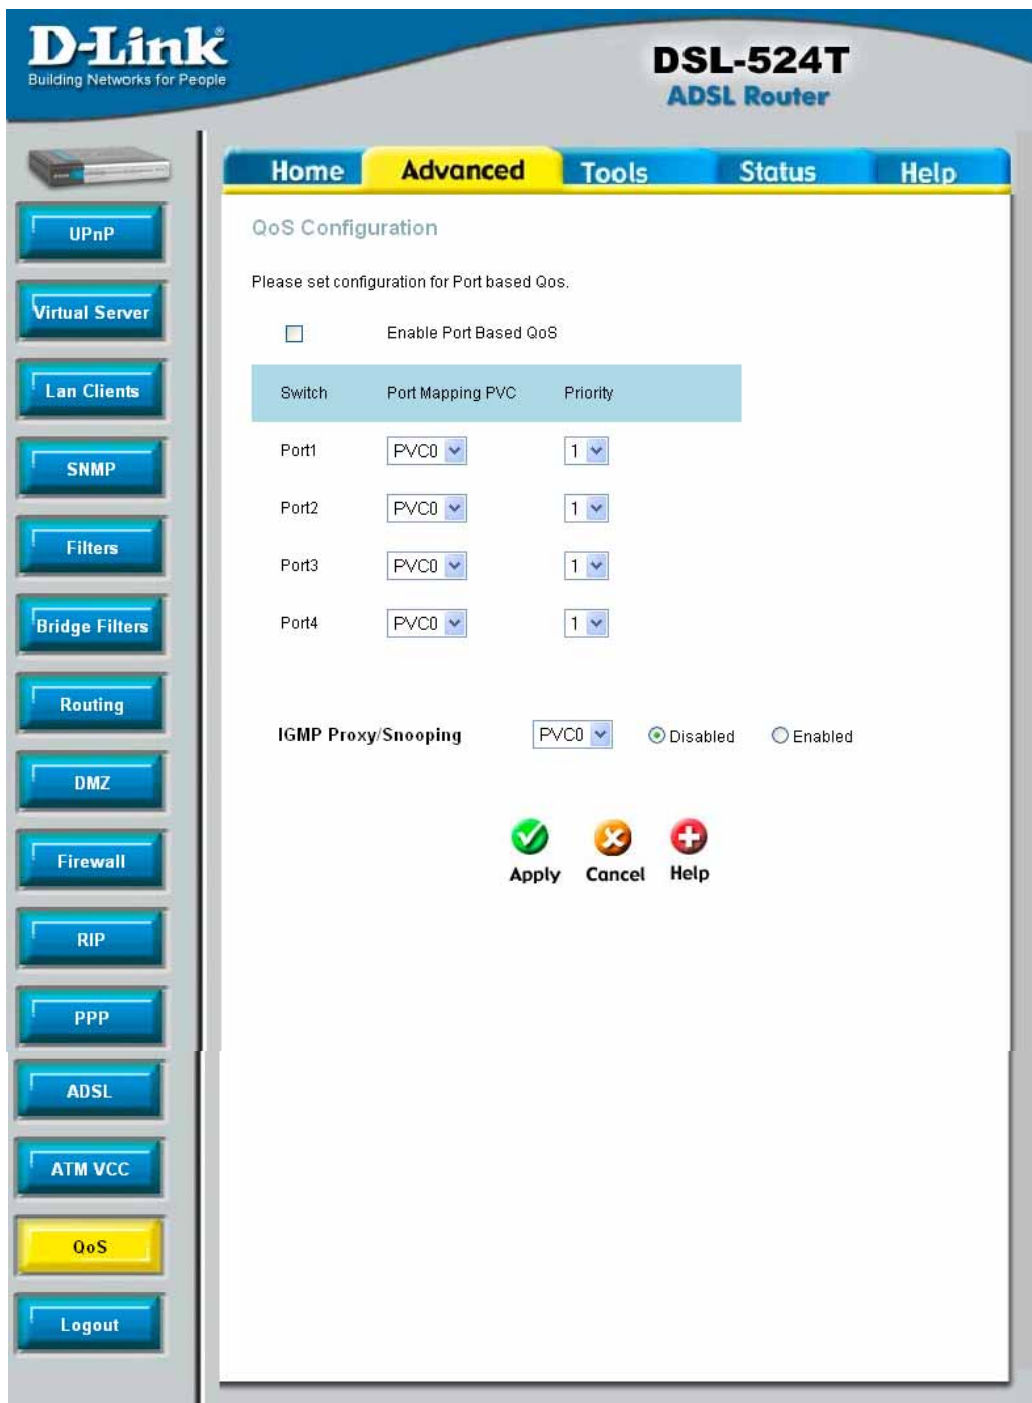 D-Link®
Building Networks for People
DSL-524T
ADSL Router
Home Advanced Tools Status Help
UPnP
Virtual Server
Lan Clients
SNMP
Filters
Bridge Filters
Routing
DMZ
Firewall
RIP
PPP
ADSL
ATM VCC
QoS
Logout
QoS Configuration
Please set configuration for Port based Qos.
Enable Port Based QoS
Switch Port Mapping PVC Priority
Port1 PVC0 1
Port2 PVC0 1
Port3 PVC0 1
Port4 PVC0 1
IGMP Proxy/Snooping PVC0 Disabled Enabled
Apply Cancel Help